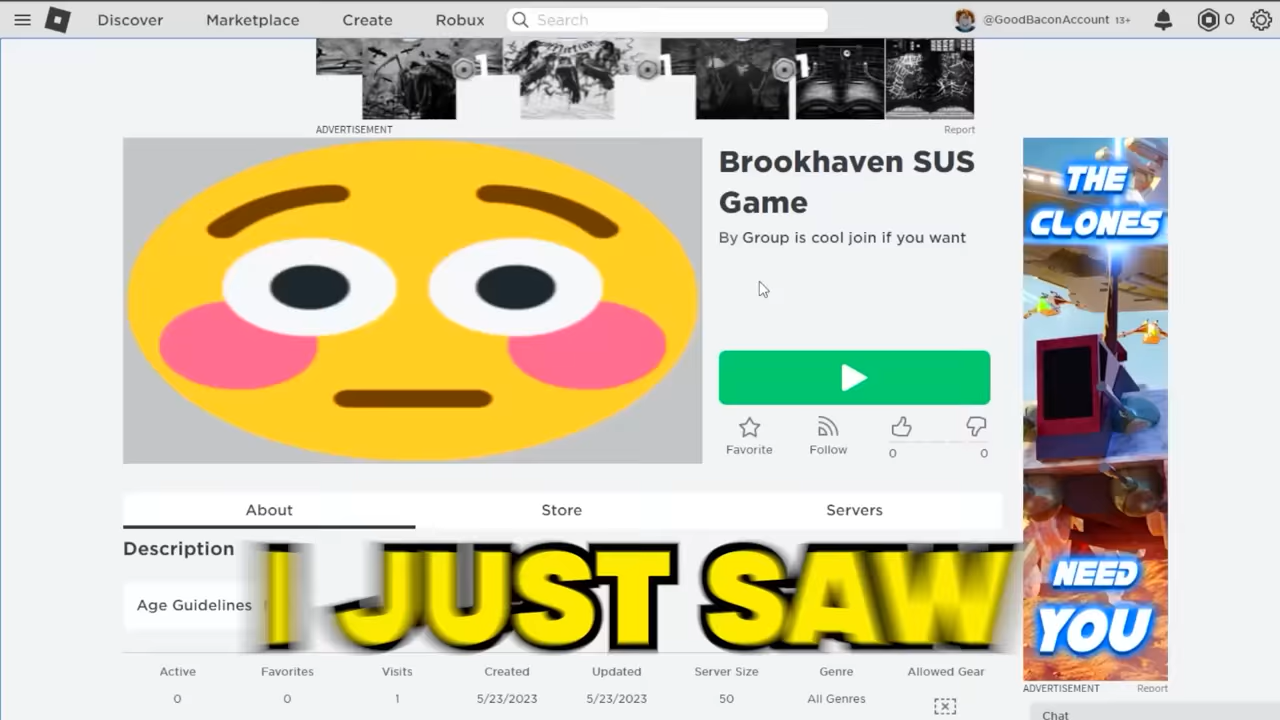 Discover Marketplace Create Robux Search @GoodBaconAccount 13+ 0
ADVERTISEMENT Report
Brookhaven SUS
Game
By Group is cool join if you want
THE
CLONES
Favorite Follow 0 0
About Store Servers
Description
I JUST SAW
Age Guidelines
NEED
YOU
Active Favorites Visits Created Updated Server Size Genre Allowed Gear
0 0 1 5/23/2023 5/23/2023 50 All Genres
ADVERTISEMENT Report
Chat